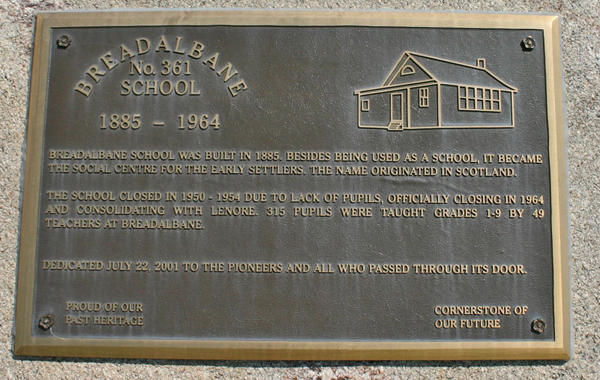 BREADALBANE
No. 361
SCHOOL
1885 - 1964
BREADALBANE SCHOOL WAS BUILT IN 1885. BESIDES BEING USED AS A SCHOOL, IT BECAME
THE SOCIAL CENTRE FOR THE EARLY SETTLERS. THE NAME ORIGINATED IN SCOTLAND.
THE SCHOOL CLOSED IN 1950 - 1954 DUE TO LACK OF PUPILS, OFFICIALLY CLOSING IN 1964
AND CONSOLIDATING WITH LENORE. 315 PUPILS WERE TAUGHT GRADES 1-9 BY 49
TEACHERS AT BREADALBANE.
DEDICATED JULY 22, 2001 TO THE PIONEERS AND ALL WHO PASSED THROUGH ITS DOOR.
PROUD OF OUR
PAST HERITAGE
CORNERSTONE OF
OUR FUTURE